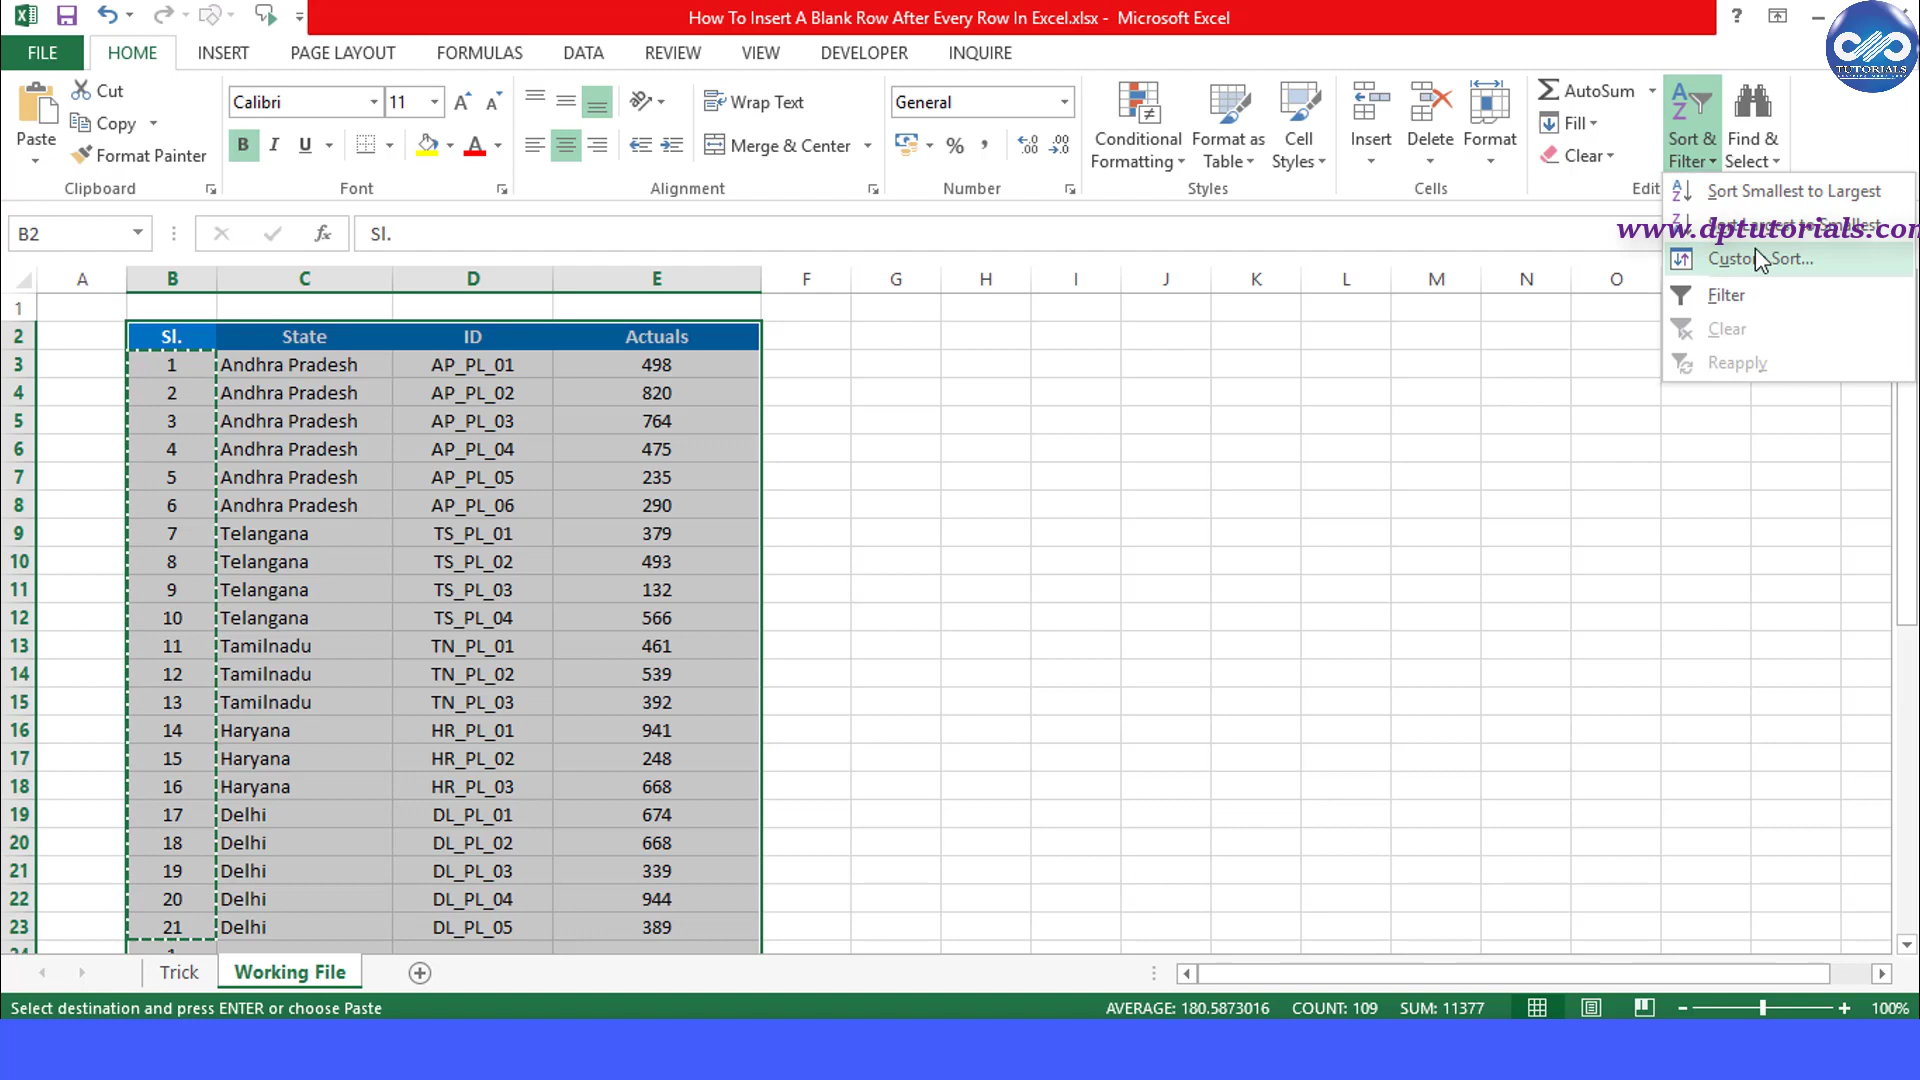 How To Insert A Blank Row After Every Row In Excel.xlsx - Microsoft Excel
?
TUTORIALS
FILE HOME INSERT PAGE LAYOUT FORMULAS DATA REVIEW VIEW DEVELOPER INQUIRE
Paste
Cut
Copy
Format Painter
Clipboard
Calibri 11
B I U
Font
Wrap Text
Merge & Center
Alignment
General
%
Number
Conditional Formatting
Format as Table
Cell Styles
Styles
Insert
Delete
Format
Cells
AutoSum
Fill
Clear
Sort & Filter
Find & Select
Edit
Sort Smallest to Largest
Sort Largest to Smallest
www.dptutorials.com
Custom Sort...
Filter
Clear
Reapply
B2 fx Sl.
A B C D E F G H I J K L M N O
1
2 Sl. State ID Actuals
3 1 Andhra Pradesh AP_PL_01 498
4 2 Andhra Pradesh AP_PL_02 820
5 3 Andhra Pradesh AP_PL_03 764
6 4 Andhra Pradesh AP_PL_04 475
7 5 Andhra Pradesh AP_PL_05 235
8 6 Andhra Pradesh AP_PL_06 290
9 7 Telangana TS_PL_01 379
10 8 Telangana TS_PL_02 493
11 9 Telangana TS_PL_03 132
12 10 Telangana TS_PL_04 566
13 11 Tamilnadu TN_PL_01 461
14 12 Tamilnadu TN_PL_02 539
15 13 Tamilnadu TN_PL_03 392
16 14 Haryana HR_PL_01 941
17 15 Haryana HR_PL_02 248
18 16 Haryana HR_PL_03 668
19 17 Delhi DL_PL_01 674
20 18 Delhi DL_PL_02 668
21 19 Delhi DL_PL_03 339
22 20 Delhi DL_PL_04 944
23 21 Delhi DL_PL_05 389
24 1
Trick Working File
Select destination and press ENTER or choose Paste AVERAGE: 180.5873016 COUNT: 109 SUM: 11377 100%